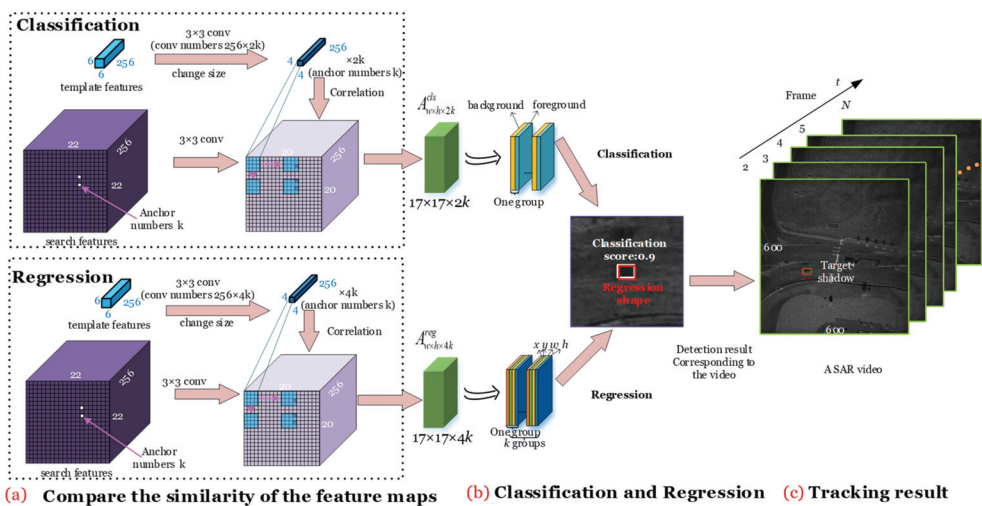 Classification
3×3 conv
(conv numbers 256×2k)
change size
6
6
256
template features
256
4
4
×2k
(anchor numbers k)
Correlation
22
256
22
Anchor
numbers k
search features
3×3 conv
20
256
20
A^{cls}_{w×h×2k}
17×17×2k
background
foreground
One group
Classification
Regression
3×3 conv
(conv numbers 256×4k)
change size
6
6
256
template features
256
4
4
×4k
(anchor numbers k)
Correlation
22
256
22
Anchor
numbers k
search features
3×3 conv
20
256
20
A^{reg}_{w×h×4k}
17×17×4k
x y w h
One group
k groups
Regression
Classification
score:0.9
Regression
shape
Detection result
Corresponding to
the video
Frame
t
2
3
4
5
N
600
Target
shadow
600
A SAR video
(a) Compare the similarity of the feature maps
(b) Classification and Regression
(c) Tracking result